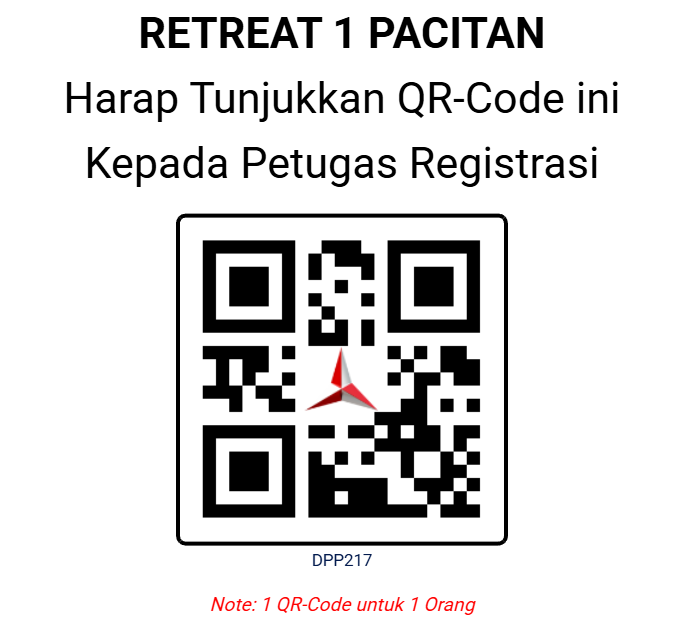 RETREAT 1 PACITAN
Harap Tunjukkan QR-Code ini
Kepada Petugas Registrasi
DPP217
Note: 1 QR-Code untuk 1 Orang